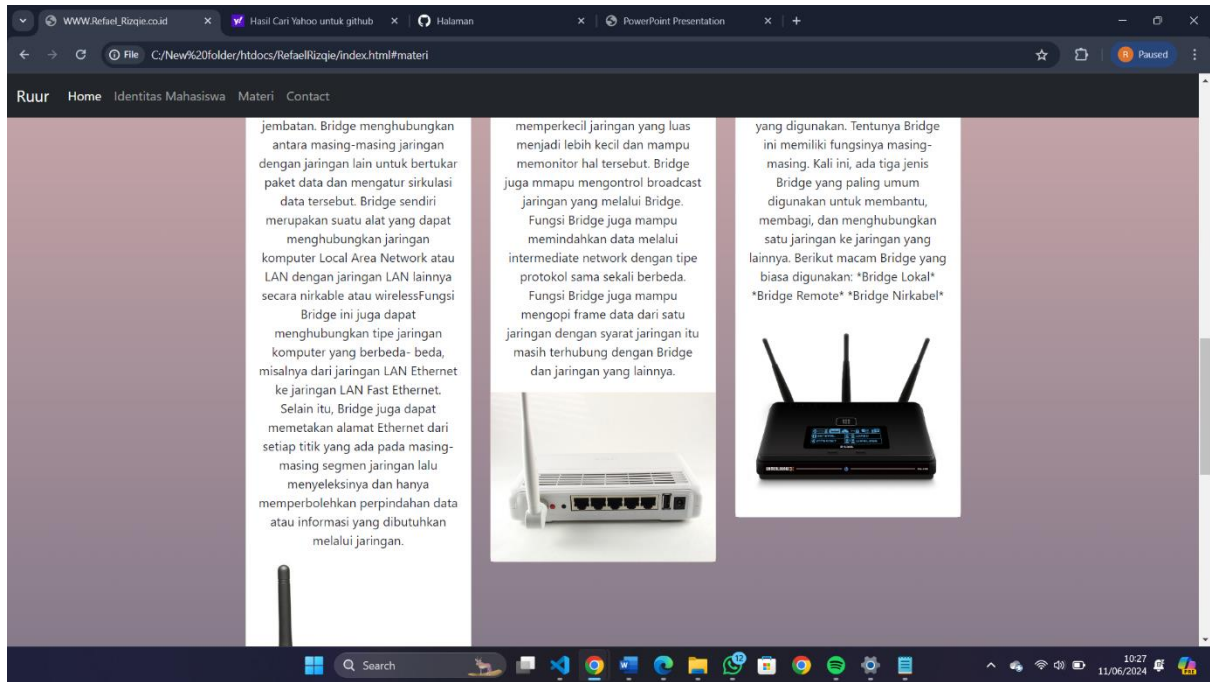 WWW.Refael_Rizqie.co.id
Hasil Cari Yahoo untuk github
Halaman
PowerPoint Presentation
File C:/New%20folder/htdocs/RefaelRizqie/index.html#materi
R Paused
Ruur Home Identitas Mahasiswa Materi Contact
jembatan. Bridge menghubungkan
antara masing-masing jaringan
dengan jaringan lain untuk bertukar
paket data dan mengatur sirkulasi
data tersebut. Bridge sendiri
merupakan suatu alat yang dapat
menghubungkan jaringan
komputer Local Area Network atau
LAN dengan jaringan LAN lainnya
secara nirkable atau wirelessFungsi
Bridge ini juga dapat
menghubungkan tipe jaringan
komputer yang berbeda- beda,
misalnya dari jaringan LAN Ethernet
ke jaringan LAN Fast Ethernet.
Selain itu, Bridge juga dapat
memetakan alamat Ethernet dari
setiap titik yang ada pada masing-
masing segmen jaringan lalu
menyeleksinya dan hanya
memperbolehkan perpindahan data
atau informasi yang dibutuhkan
melalui jaringan.
memperkecil jaringan yang luas
menjadi lebih kecil dan mampu
memonitor hal tersebut. Bridge
juga mmapu mengontrol broadcast
jaringan yang melalui Bridge.
Fungsi Bridge juga mampu
memindahkan data melalui
intermediate network dengan tipe
protokol sama sekali berbeda.
Fungsi Bridge juga mampu
mengopi frame data dari satu
jaringan dengan syarat jaringan itu
masih terhubung dengan Bridge
dan jaringan yang lainnya.
yang digunakan. Tentunya Bridge
ini memiliki fungsinya masing-
masing. Kali ini, ada tiga jenis
Bridge yang paling umum
digunakan untuk membantu,
membagi, dan menghubungkan
satu jaringan ke jaringan yang
lainnya. Berikut macam Bridge yang
biasa digunakan: *Bridge Lokal*
*Bridge Remote* *Bridge Nirkabel*
Search
12
10:27
11/06/2024